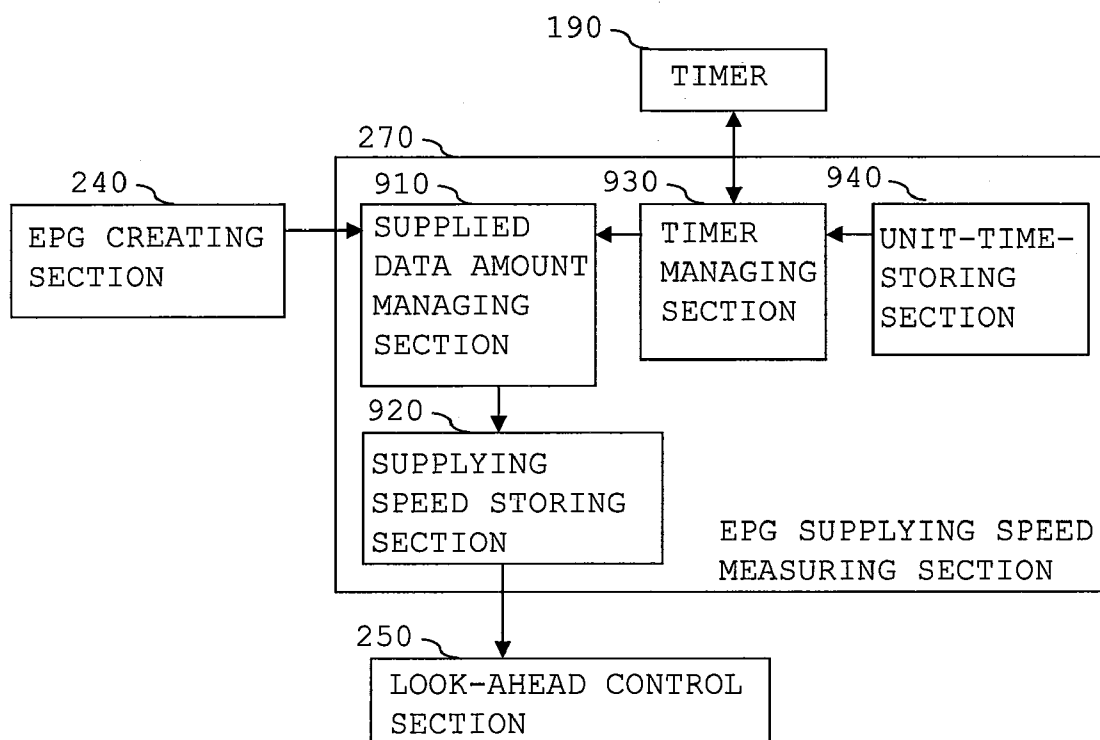 190
TIMER
270
240
910
930
940
EPG CREATING
SECTION
SUPPLIED
DATA AMOUNT
MANAGING
SECTION
TIMER
MANAGING
SECTION
UNIT-TIME-
STORING
SECTION
920
SUPPLYING
SPEED STORING
SECTION
EPG SUPPLYING SPEED
MEASURING SECTION
250
LOOK-AHEAD CONTROL
SECTION